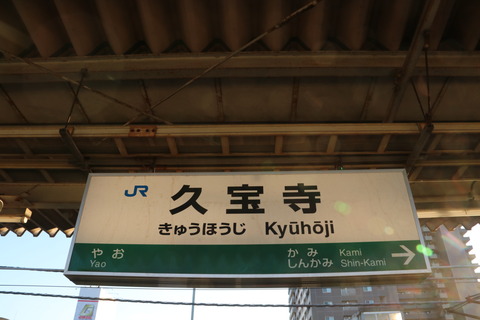 JR 久宝寺
きゅうほうじ Kyūhōji
やお
Yao
かみ Kami
しんかみ Shin-Kami